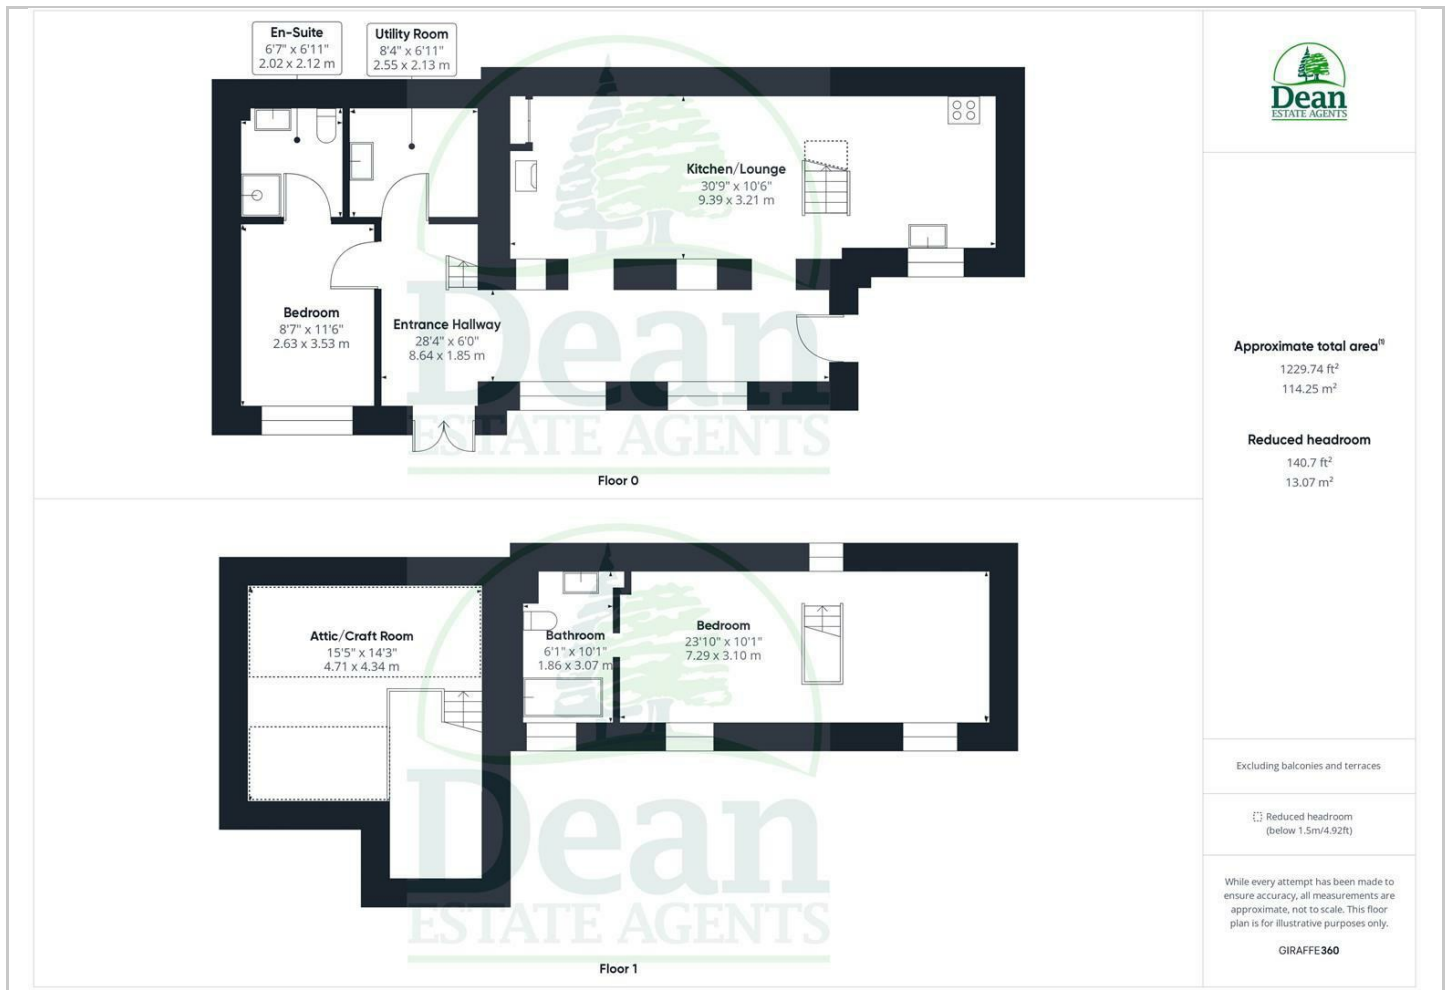 En-Suite
6'7" x 6'11"
2.02 x 2.12 m
Utility Room
8'4" x 6'11"
2.55 x 2.13 m
Kitchen/Lounge
30'9" x 10'6"
9.39 x 3.21 m
Bedroom
8'7" x 11'6"
2.63 x 3.53 m
Entrance Hallway
28'4" x 6'0"
8.64 x 1.85 m
Dean
ESTATE AGENTS
Floor 0
Attic/Craft Room
15'5" x 14'3"
4.71 x 4.34 m
Bathroom
6'1" x 10'1"
1.86 x 3.07 m
Bedroom
23'10" x 10'1"
7.29 x 3.10 m
Dean
ESTATE AGENTS
Floor 1
Dean
ESTATE AGENTS
Approximate total area(1)
1229.74 ft²
114.25 m²
Reduced headroom
140.7 ft²
13.07 m²
Excluding balconies and terraces
Reduced headroom
(below 1.5m/4.92ft)
While every attempt has been made to
ensure accuracy, all measurements are
approximate, not to scale. This floor
plan is for illustrative purposes only.
GIRAFFE360